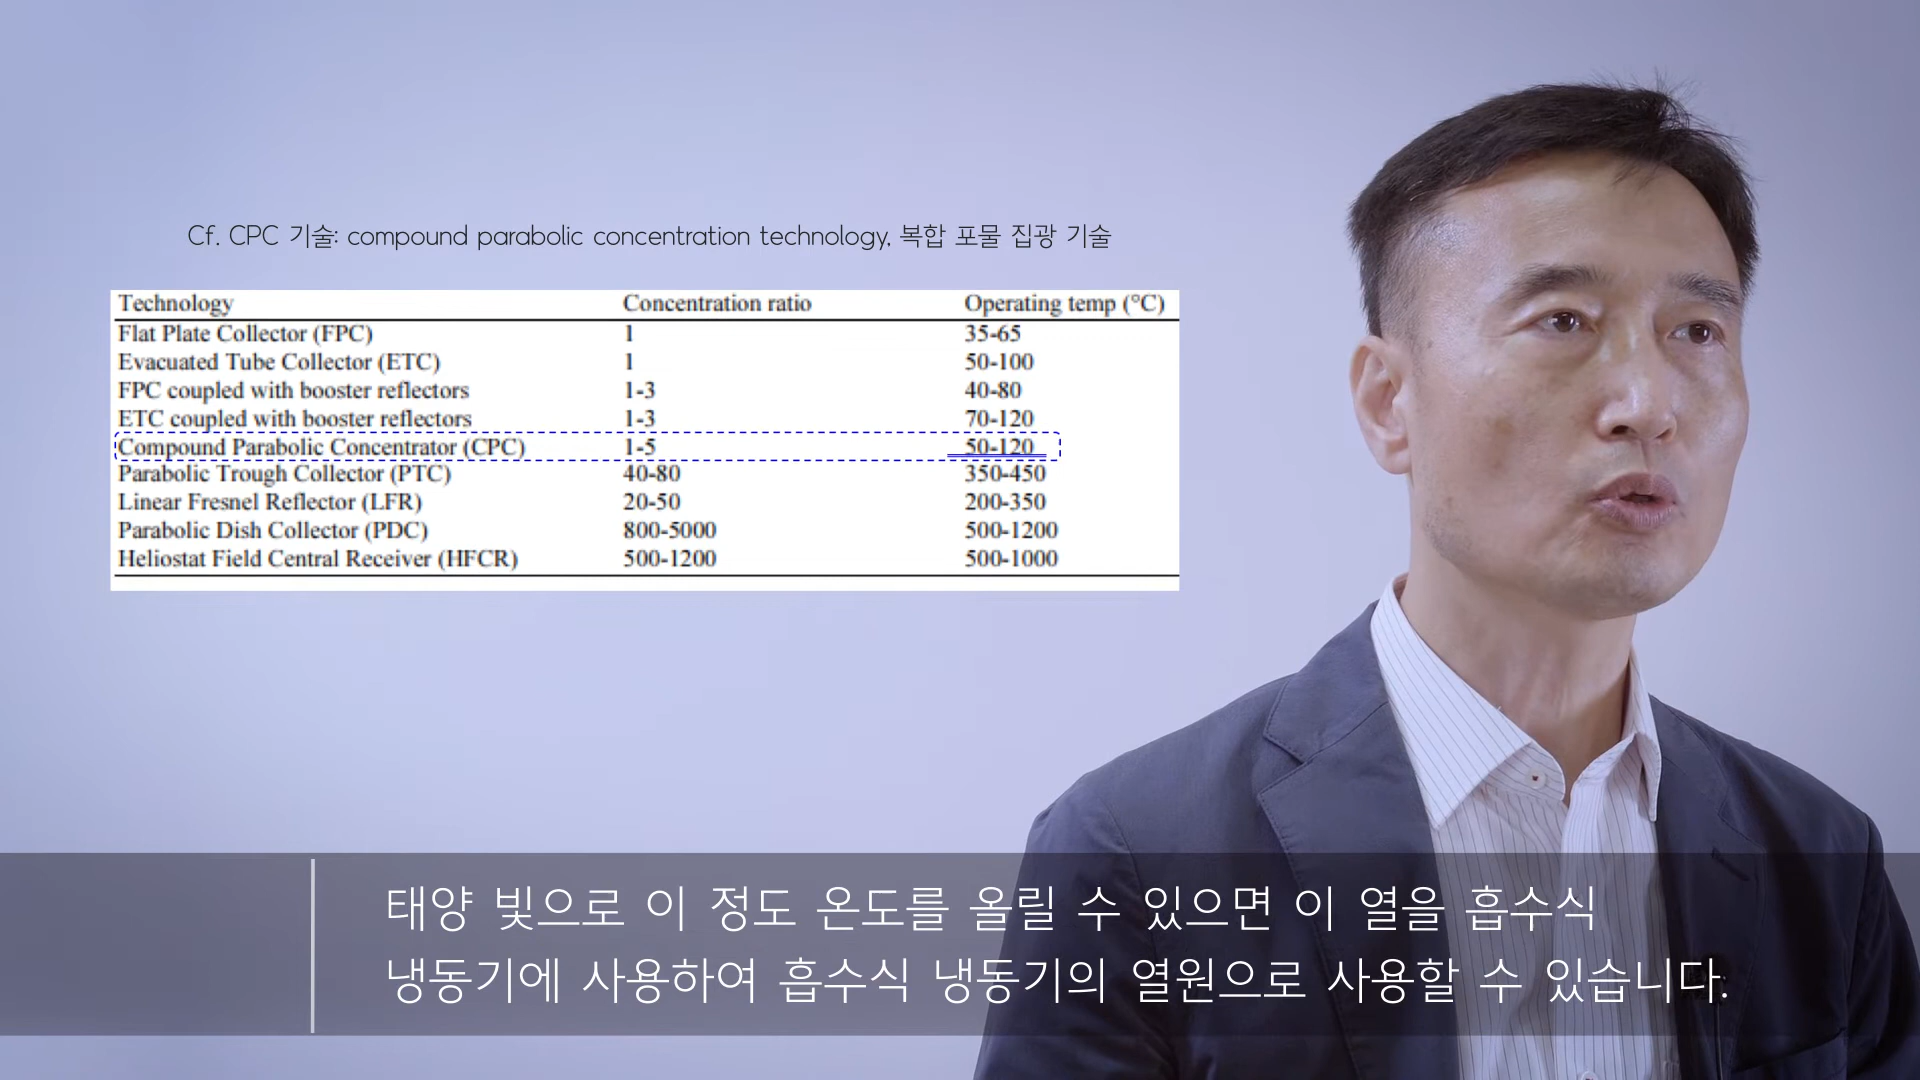 Cf. CPC 기술: compound parabolic concentration technology, 복합 포물 집광 기술
Technology Concentration ratio Operating temp (°C)
Flat Plate Collector (FPC) 1 35-65
Evacuated Tube Collector (ETC) 1 50-100
FPC coupled with booster reflectors 1-3 40-80
ETC coupled with booster reflectors 1-3 70-120
Compound Parabolic Concentrator (CPC) 1-5 50-120
Parabolic Trough Collector (PTC) 40-80 350-450
Linear Fresnel Reflector (LFR) 20-50 200-350
Parabolic Dish Collector (PDC) 800-5000 500-1200
Heliostat Field Central Receiver (HFCR) 500-1200 500-1000
태양 빛으로 이 정도 온도를 올릴 수 있으면 이 열을 흡수식
냉동기에 사용하여 흡수식 냉동기의 열원으로 사용할 수 있습니다.